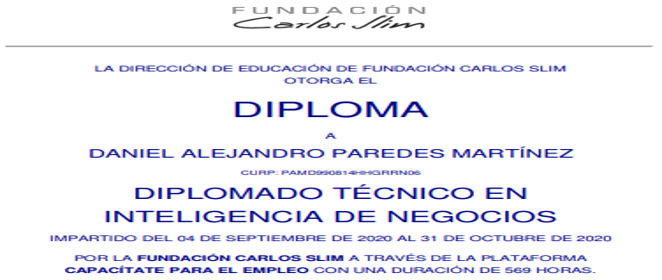 FUNDACIÓN
Carlos Slim
LA DIRECCIÓN DE EDUCACIÓN DE FUNDACIÓN CARLOS SLIM
OTORGA EL
DIPLOMA
A
DANIEL ALEJANDRO PAREDES MARTÍNEZ
CURP: PAMD990814HHGRRN06
DIPLOMADO TÉCNICO EN
INTELIGENCIA DE NEGOCIOS
IMPARTIDO DEL 04 DE SEPTIEMBRE DE 2020 AL 31 DE OCTUBRE DE 2020
POR LA FUNDACIÓN CARLOS SLIM A TRAVÉS DE LA PLATAFORMA
CAPACÍTATE PARA EL EMPLEO CON UNA DURACIÓN DE 569 HORAS.